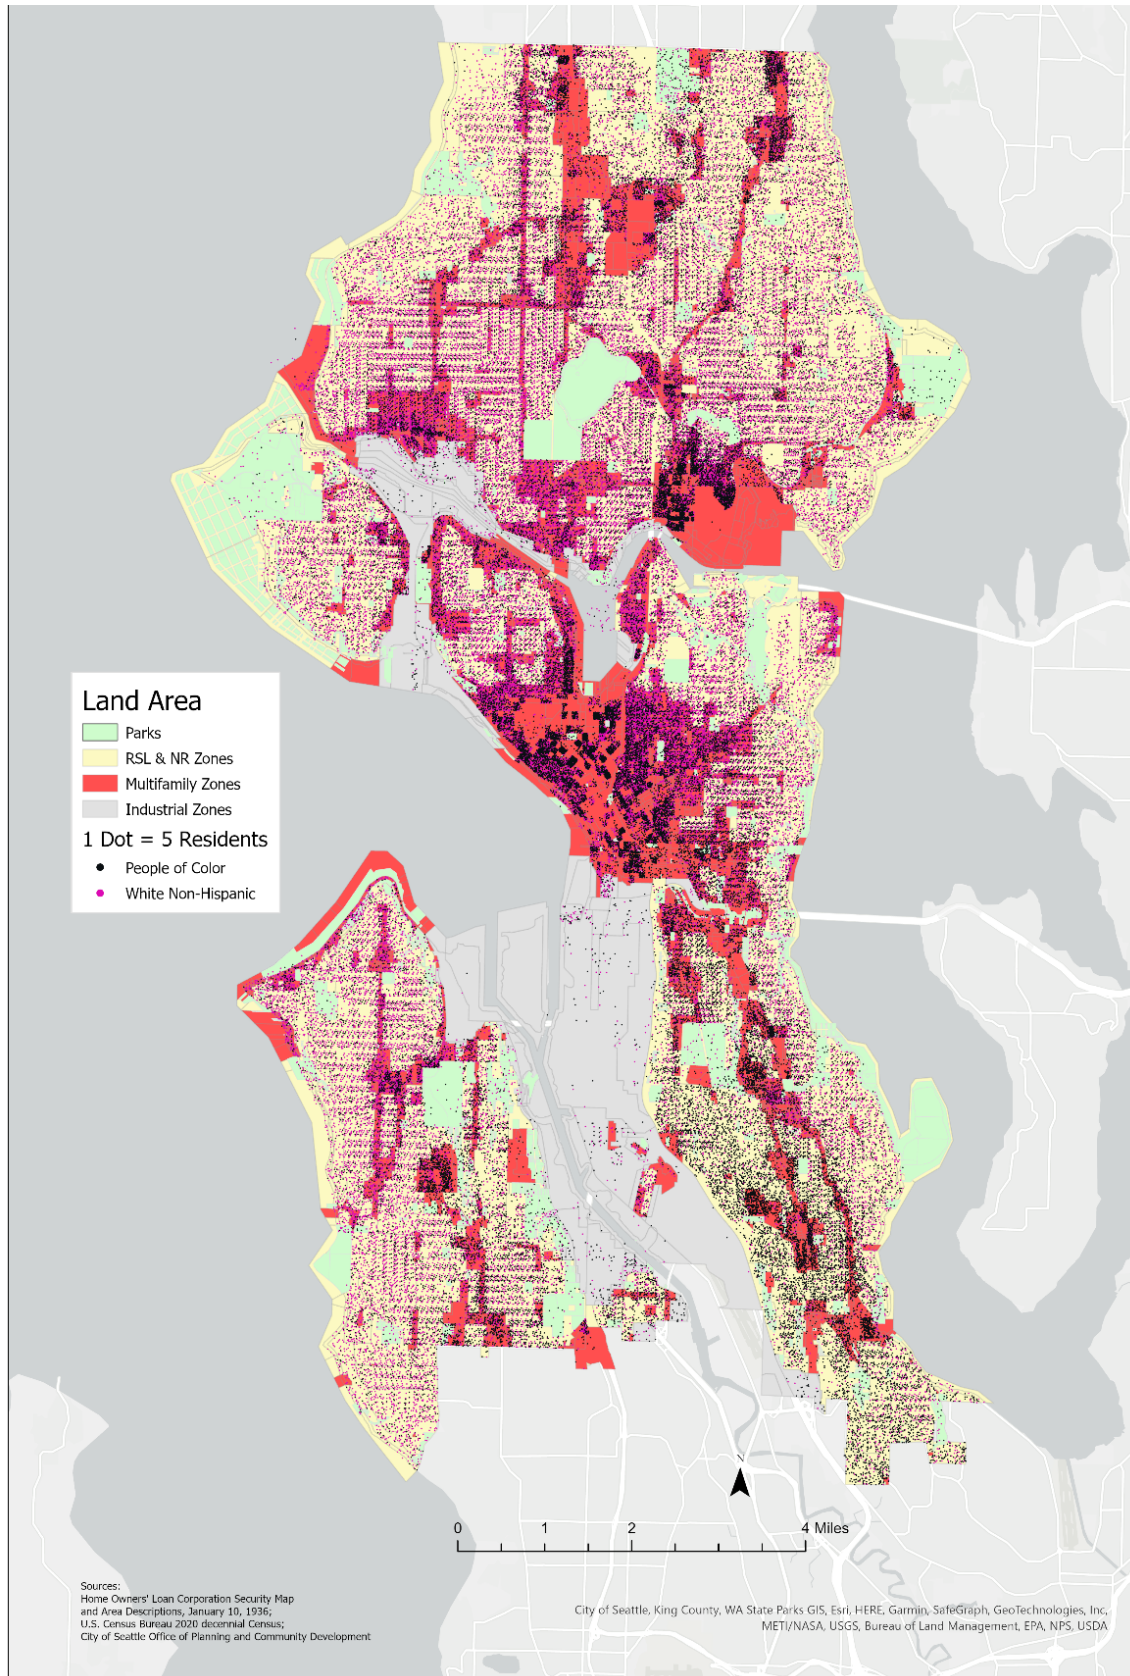 Land Area
Parks
RSL & NR Zones
Multifamily Zones
Industrial Zones
1 Dot = 5 Residents
People of Color
White Non-Hispanic
N
0 1 2 4 Miles
Sources:
Home Owners' Loan Corporation Security Map
and Area Descriptions, January 10, 1936;
U.S. Census Bureau 2020 decennial Census;
City of Seattle Office of Planning and Community Development
City of Seattle, King County, WA State Parks GIS, Esri, HERE, Garmin, SafeGraph, GeoTechnologies, Inc,
METI/NASA, USGS, Bureau of Land Management, EPA, NPS, USDA